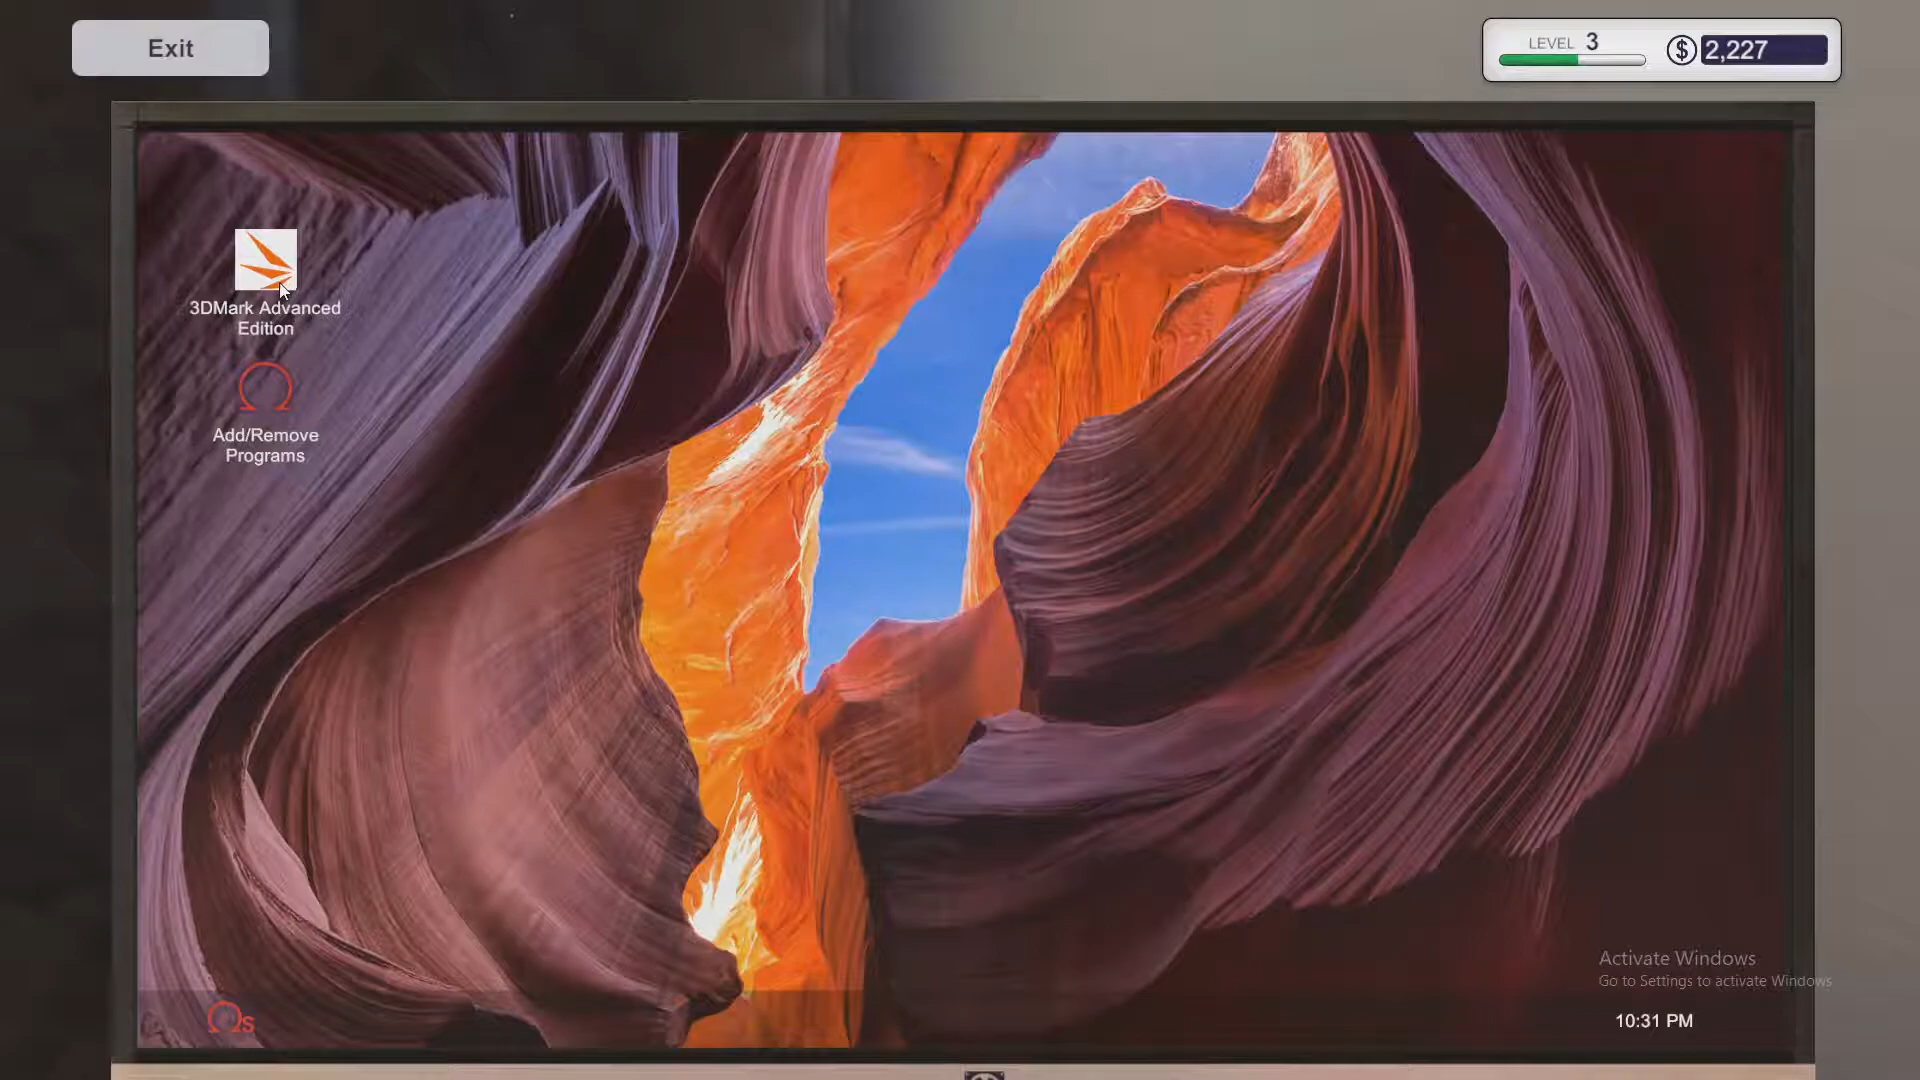 Exit
LEVEL 3
$ 2,227
3DMark Advanced
Edition
Add/Remove
Programs
Activate Windows
Go to Settings to activate Windows
Ωs
10:31 PM